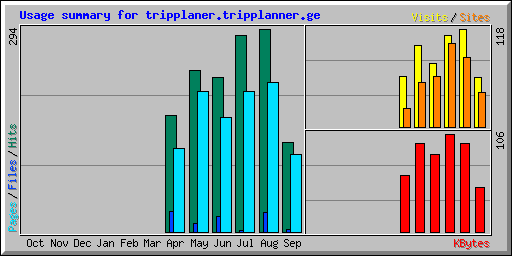 Usage summary for tripplaner.tripplanner.ge
Visits/Sites
294
118
106
Pages/Files/Hits
Oct Nov Dec Jan Feb Mar Apr May Jun Jul Aug Sep
KBytes